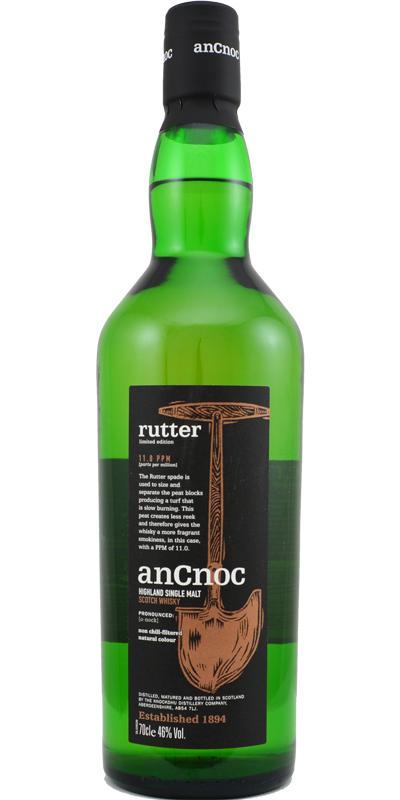 anCnoc
rutter
limited edition
11.0 PPM
(parts per million)
The Rutter spade is
used to size and
separate the peat blocks
producing a turf that
is slow burning. This
peat creates less reek
and therefore gives the
whisky a more fragrant
smokiness, in this case,
with a PPM of 11.0.
anCnoc
HIGHLAND SINGLE MALT
SCOTCH WHISKY
PRONOUNCED:
[a-nock]
non chill-filtered
natural colour
DISTILLED, MATURED AND BOTTLED IN SCOTLAND
BY THE KNOCKDHU DISTILLERY COMPANY,
ABERDEENSHIRE, AB54 7LJ.
Established 1894
70cle 46% Vol.